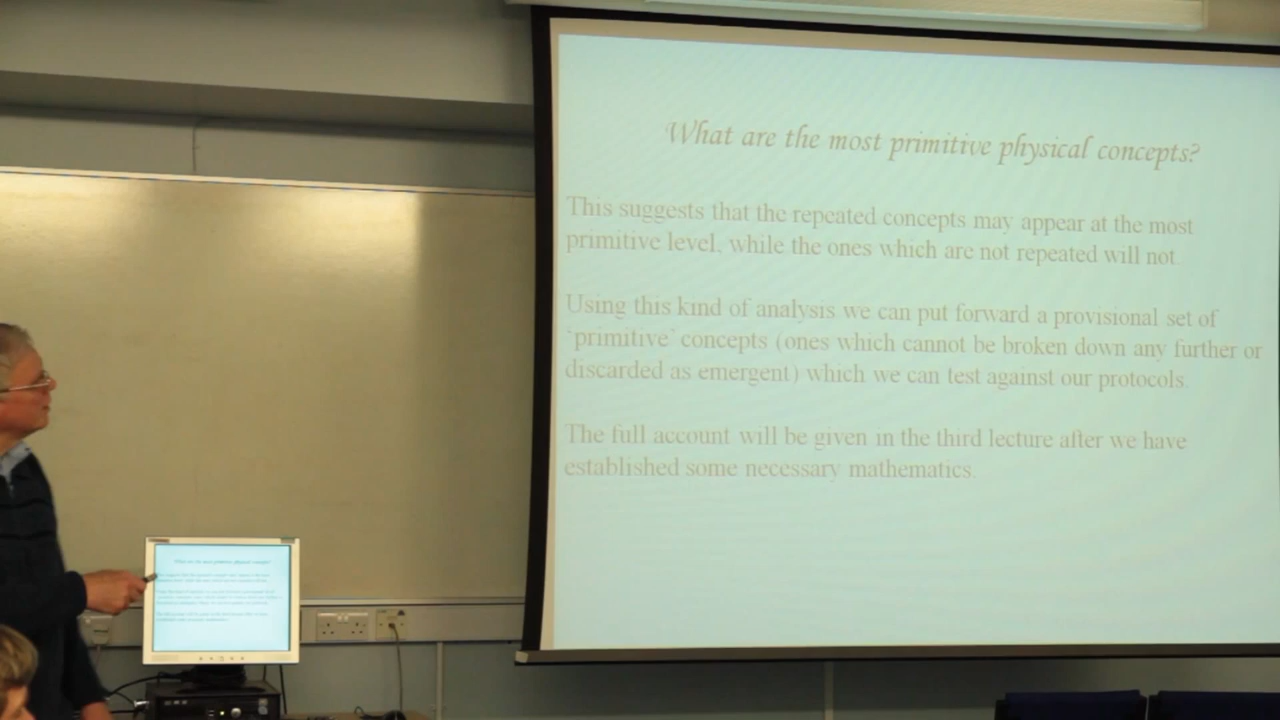 What are the most primitive physical concepts?
This suggests that the repeated concepts may appear at the most
primitive level, while the ones which are not repeated will not.
Using this kind of analysis we can put forward a provisional set of
'primitive' concepts (ones which cannot be broken down any further or
discarded as emergent) which we can test against our protocols.
The full account will be given in the third lecture after we have
established some necessary mathematics.